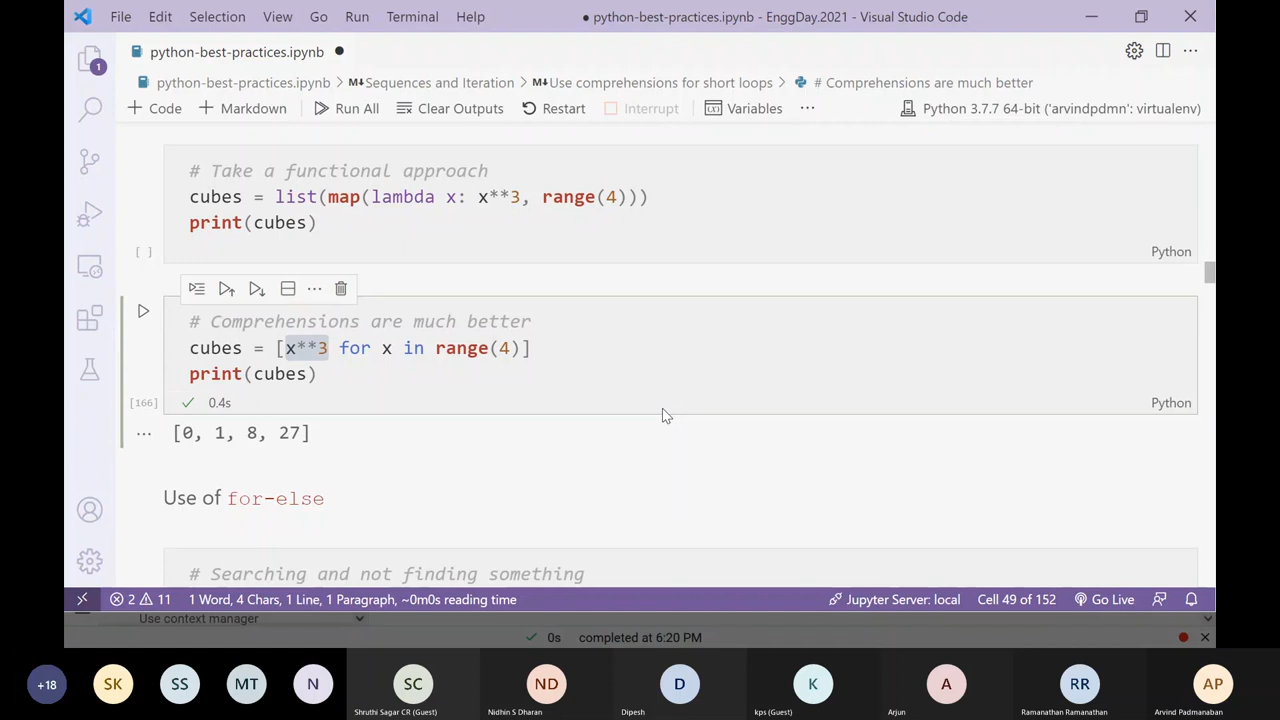 File Edit Selection View Go Run Terminal Help ● python-best-practices.ipynb - EnggDay.2021 - Visual Studio Code
python-best-practices.ipynb ●
python-best-practices.ipynb > M↓Sequences and Iteration > M↓Use comprehensions for short loops > # Comprehensions are much better
+ Code + Markdown Run All Clear Outputs Restart Interrupt Variables ··· Python 3.7.7 64-bit ('arvindpdmn': virtualenv)
1
# Take a functional approach
cubes = list(map(lambda x: x**3, range(4)))
print(cubes)
[ ] Python
# Comprehensions are much better
cubes = [x**3 for x in range(4)]
print(cubes)
[166] 0.4s Python
[0, 1, 8, 27]
Use of for-else
# Searching and not finding something
2 11 1 Word, 4 Chars, 1 Line, 1 Paragraph, ~0m0s reading time Jupyter Server: local Cell 49 of 152 Go Live
Use context manager
0s completed at 6:20 PM
+18 SK SS MT N SC ND D K A RR AP
Shruthi Sagar CR (Guest) Nidhin S Dharan Dipesh kps (Guest) Arjun Ramanathan Ramanathan Arvind Padmanaban